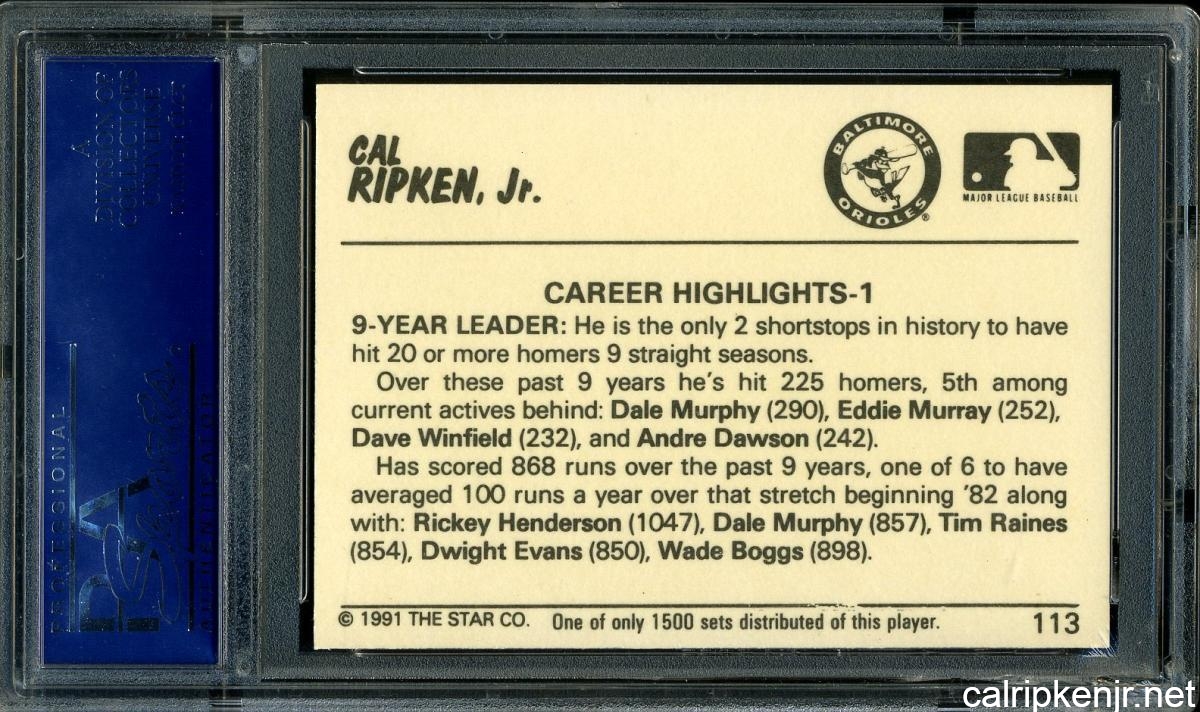 A
DIVISION OF
COLLECTORS
UNIVERSE
PROFESSIONAL
PSA
AUTHENTICATOR
CAL
RIPKEN, Jr.
BALTIMORE
ORIOLES®
MAJOR LEAGUE BASEBALL
CAREER HIGHLIGHTS-1
9-YEAR LEADER: He is the only 2 shortstops in history to have
hit 20 or more homers 9 straight seasons.
Over these past 9 years he's hit 225 homers, 5th among
current actives behind: Dale Murphy (290), Eddie Murray (252),
Dave Winfield (232), and Andre Dawson (242).
Has scored 868 runs over the past 9 years, one of 6 to have
averaged 100 runs a year over that stretch beginning '82 along
with: Rickey Henderson (1047), Dale Murphy (857), Tim Raines
(854), Dwight Evans (850), Wade Boggs (898).
© 1991 THE STAR CO. One of only 1500 sets distributed of this player. 113
calripkenjr.net